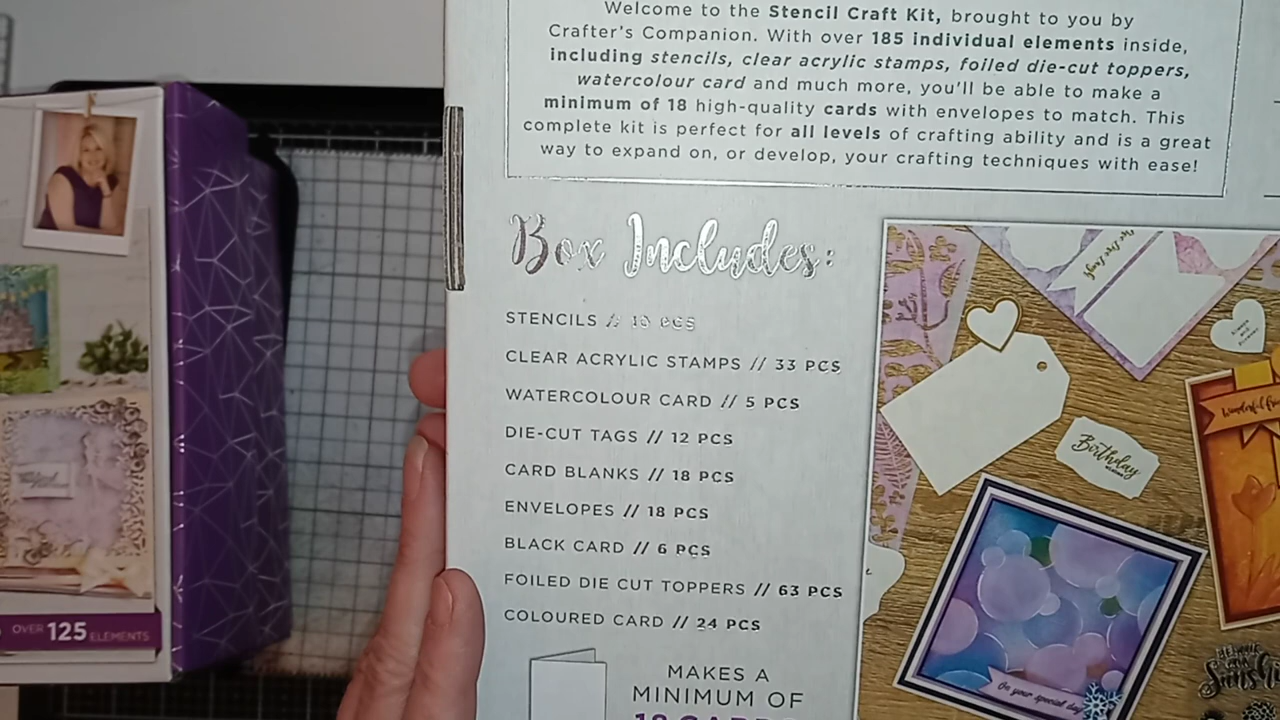 Welcome to the Stencil Craft Kit, brought to you by
Crafter's Companion. With over 185 individual elements inside,
including stencils, clear acrylic stamps, foiled die-cut toppers,
watercolour card and much more, you'll be able to make a
minimum of 18 high-quality cards with envelopes to match. This
complete kit is perfect for all levels of crafting ability and is a great
way to expand on, or develop, your crafting techniques with ease!
Box Includes:
STENCILS // 10 PCS
CLEAR ACRYLIC STAMPS // 33 PCS
WATERCOLOUR CARD // 5 PCS
DIE-CUT TAGS // 12 PCS
CARD BLANKS // 18 PCS
ENVELOPES // 18 PCS
BLACK CARD // 6 PCS
FOILED DIE CUT TOPPERS // 63 PCS
COLOURED CARD // 24 PCS
MAKES A
MINIMUM OF
18 CARDS
OVER 125 ELEMENTS
Birthday
Wonderful
On your special day